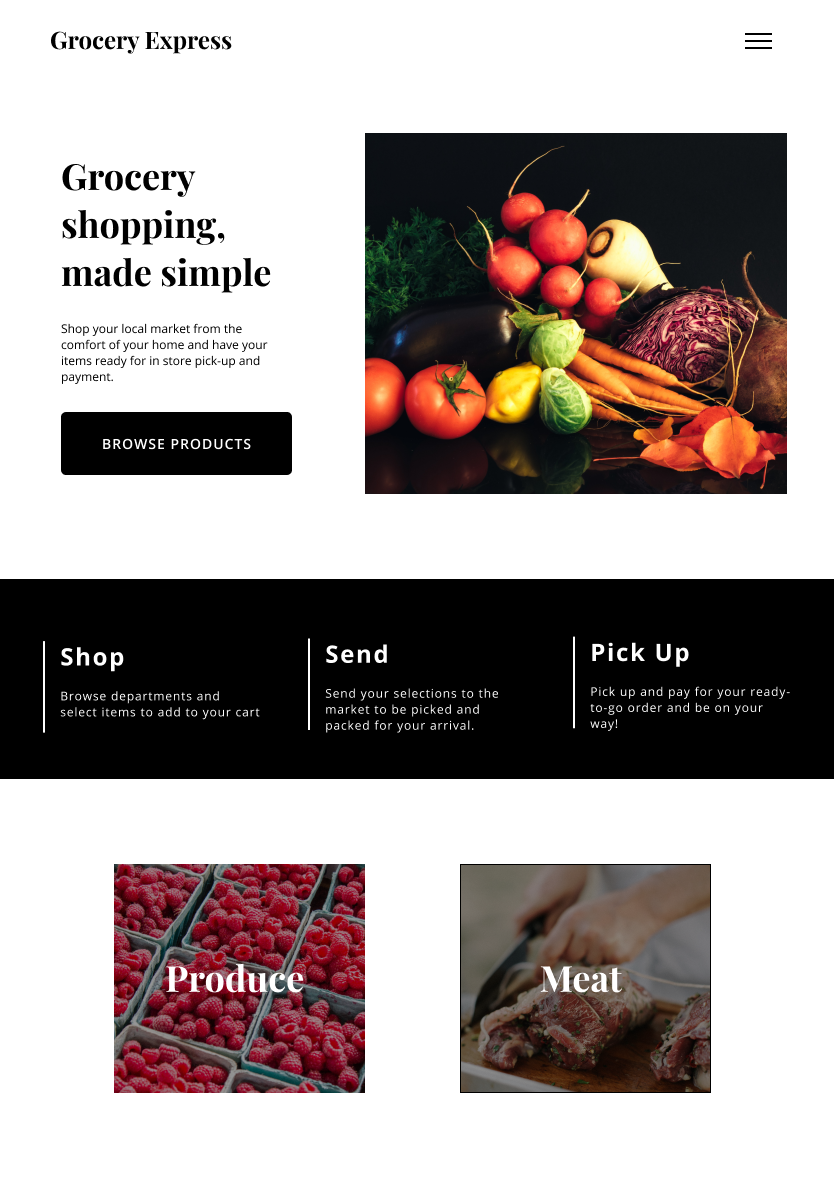 Grocery Express
Grocery
shopping,
made simple
Shop your local market from the
comfort of your home and have your
items ready for in store pick-up and
payment.
BROWSE PRODUCTS
Shop
Browse departments and
select items to add to your cart
Send
Send your selections to the
market to be picked and
packed for your arrival.
Pick Up
Pick up and pay for your ready-
to-go order and be on your
way!
Produce
Meat